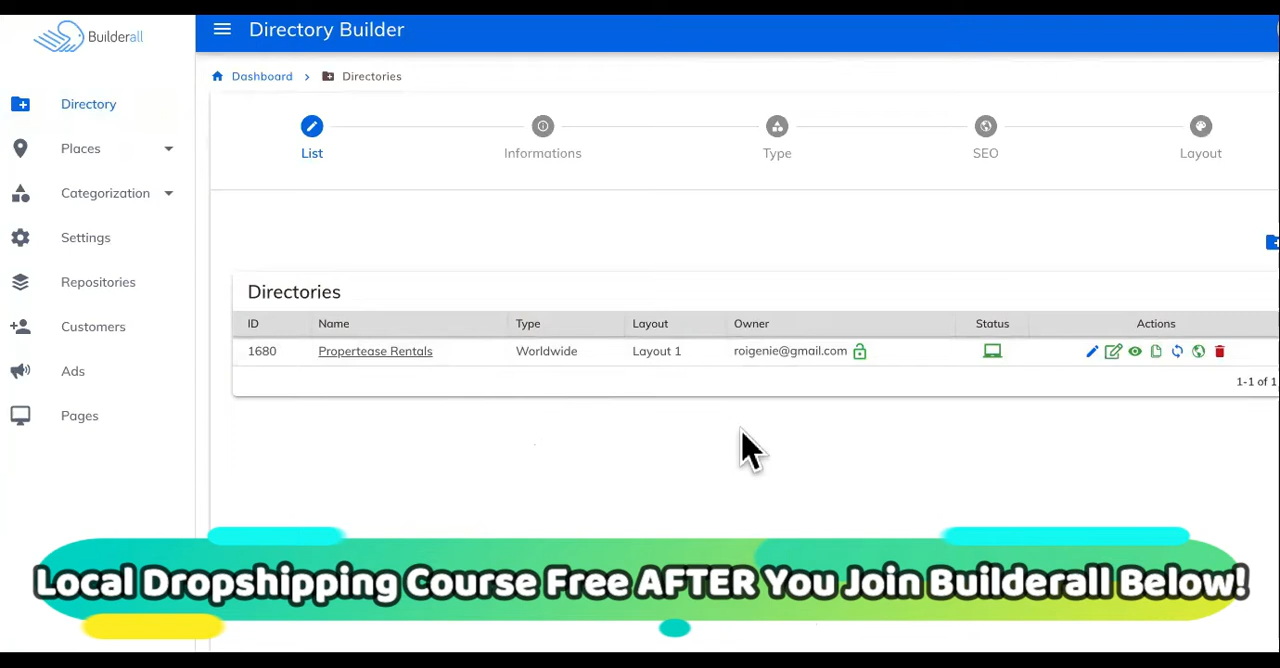 Builderall
Directory Builder
Dashboard > Directories
Directory
Places
Categorization
Settings
Repositories
Customers
Ads
Pages
List
Informations
Type
SEO
Layout
Directories
ID Name Type Layout Owner Status Actions
1680 Propertease Rentals Worldwide Layout 1 roigenie@gmail.com
1-1 of 1
Local Dropshipping Course Free AFTER You Join Builderall Below!